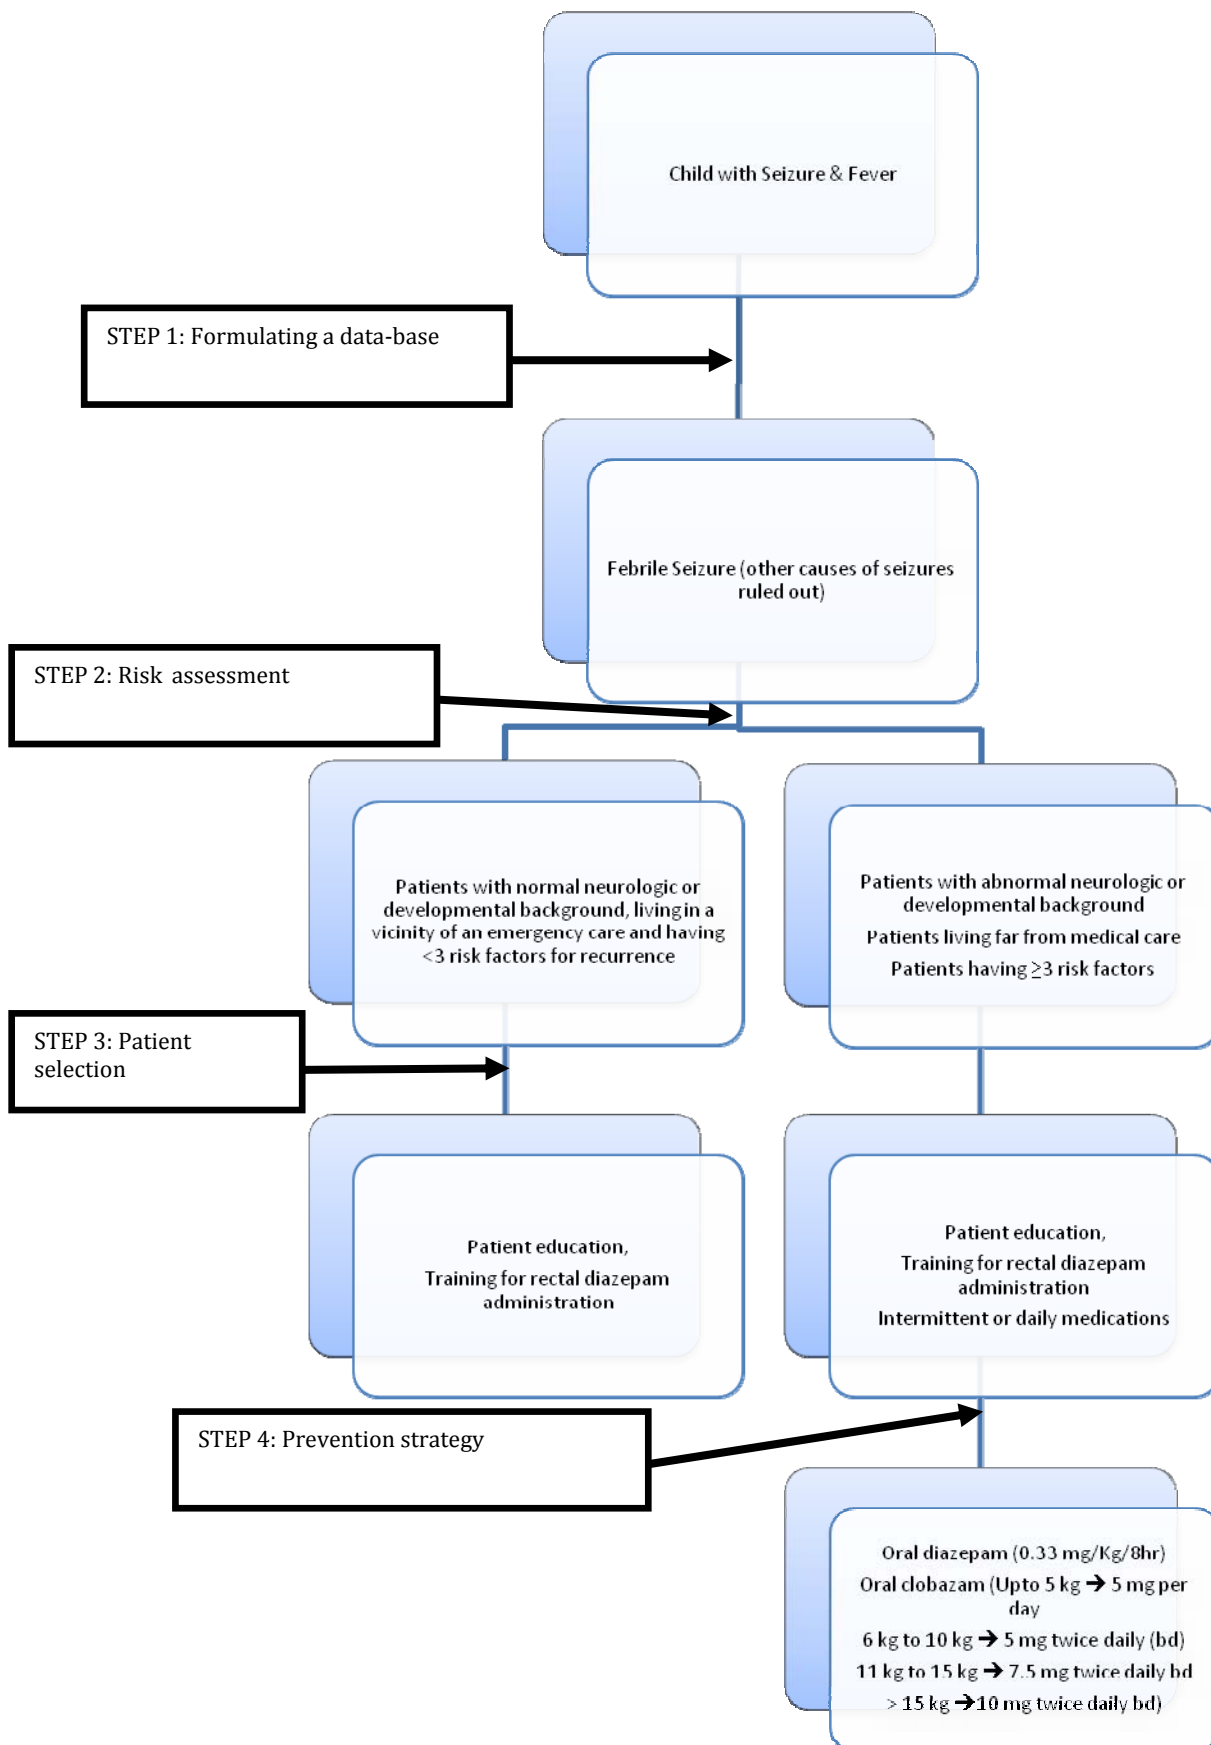 Child with Seizure & Fever
STEP 1: Formulating a data-base
Febrile Seizure (other causes of seizures
ruled out)
STEP 2: Risk assessment
Patients with normal neurologic or
developmental background, living in a
vicinity of an emergency care and having
<3 risk factors for recurrence
Patients with abnormal neurologic or
developmental background
Patients living far from medical care
Patients having ≥3 risk factors
STEP 3: Patient
selection
Patient education,
Training for rectal diazepam
administration
Patient education,
Training for rectal diazepam
administration
Intermittent or daily medications
STEP 4: Prevention strategy
Oral diazepam (0.33 mg/Kg/8hr)
Oral clobazam (Upto 5 kg → 5 mg per
day
6 kg to 10 kg → 5 mg twice daily (bd)
11 kg to 15 kg → 7.5 mg twice daily bd
> 15 kg →10 mg twice daily bd)